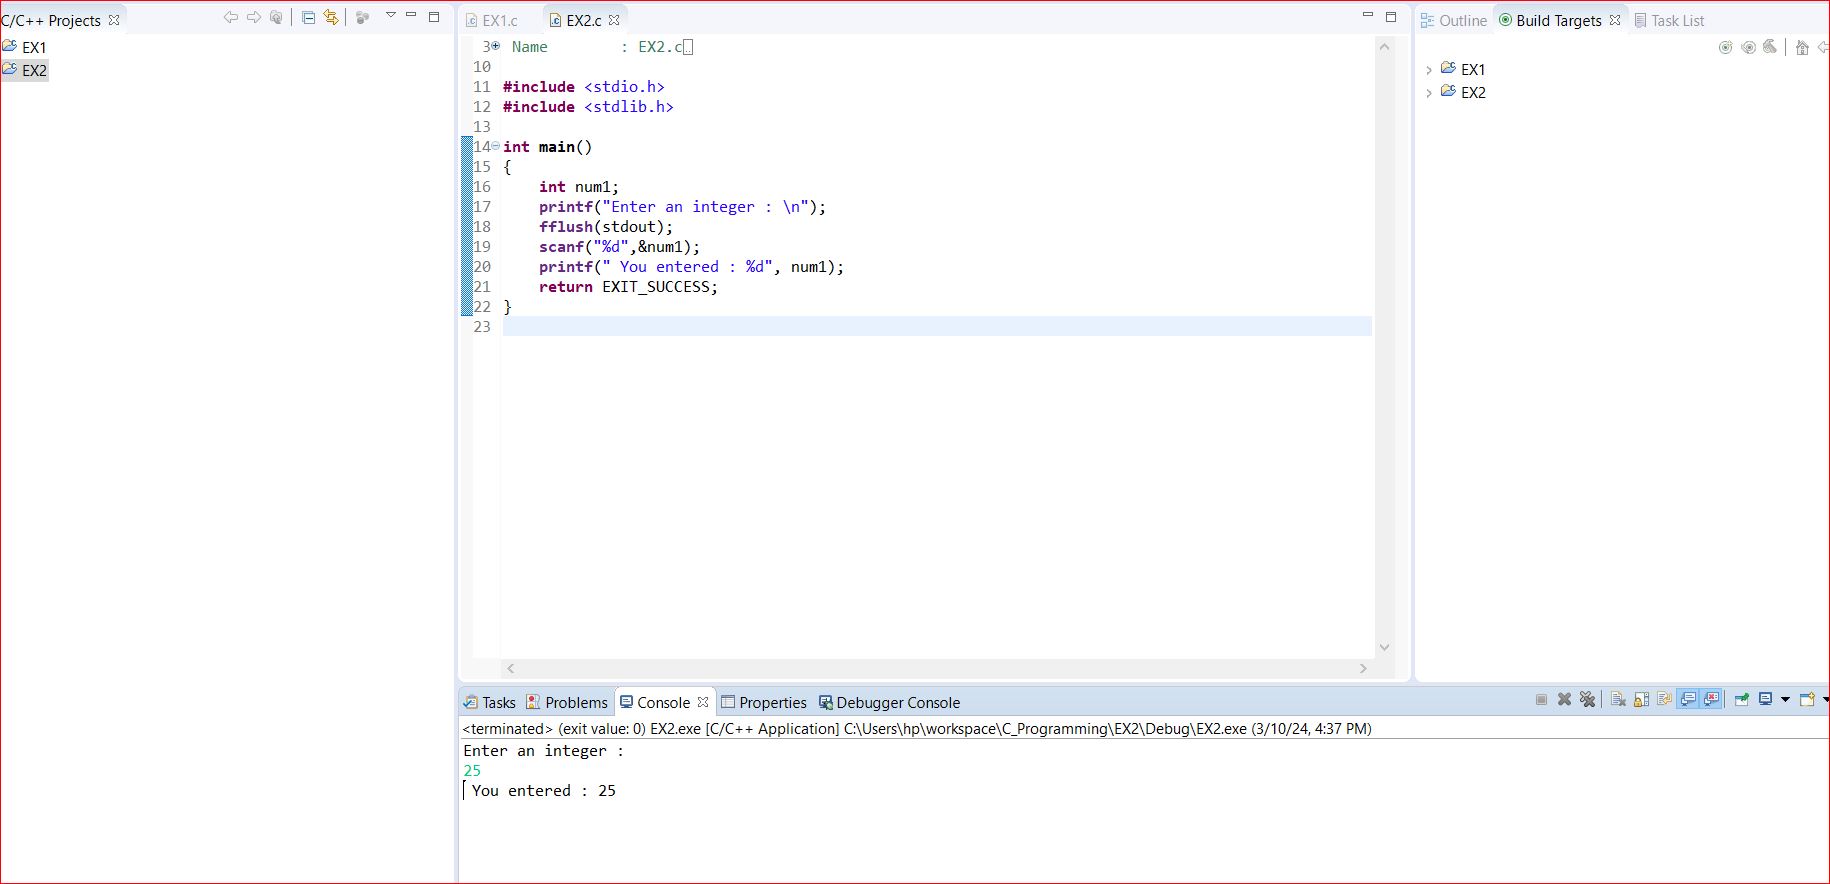 C/C++ Projects
EX1
EX2
EX1.c
EX2.c
3 Name        : EX2.c
10
11 #include <stdio.h>
12 #include <stdlib.h>
13
14 int main()
15 {
16     int num1;
17     printf("Enter an integer : \n");
18     fflush(stdout);
19     scanf("%d",&num1);
20     printf(" You entered : %d", num1);
21     return EXIT_SUCCESS;
22 }
23
Outline
Build Targets
Task List
EX1
EX2
Tasks
Problems
Console
Properties
Debugger Console
<terminated> (exit value: 0) EX2.exe [C/C++ Application] C:\Users\hp\workspace\C_Programming\EX2\Debug\EX2.exe (3/10/24, 4:37 PM)
Enter an integer :
25
 You entered : 25